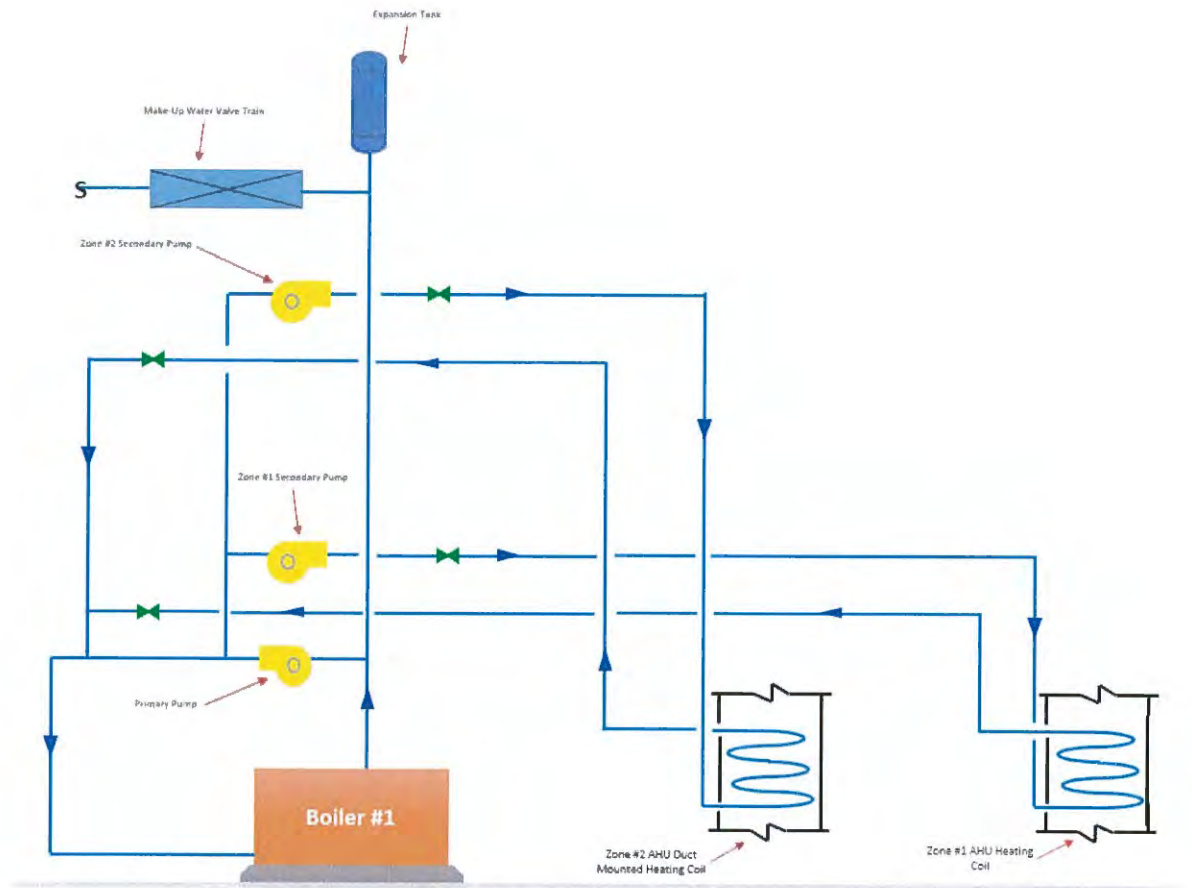 Expansion Tank
Make-Up Water Valve Train
S
Zone #2 Secondary Pump
Zone #1 Secondary Pump
Primary Pump
Boiler #1
Zone #2 AHU Duct
Mounted Heating Coil
Zone #1 AHU Heating
Coil